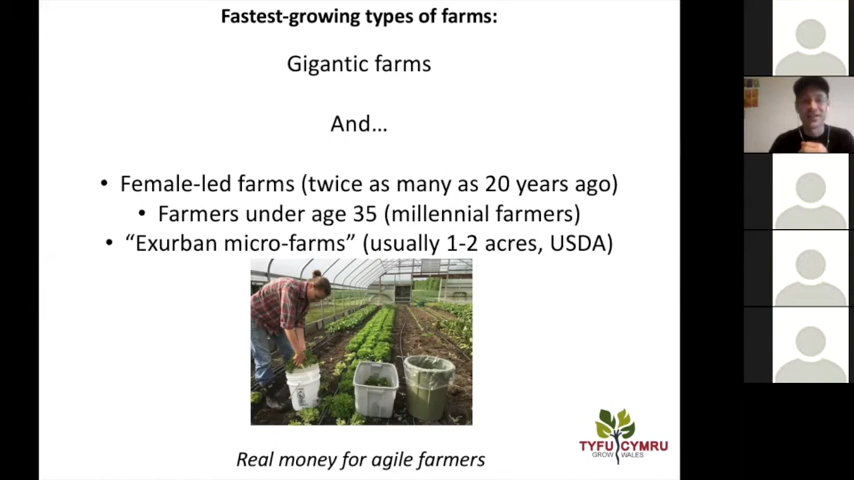 Fastest-growing types of farms:
Gigantic farms
And…
• Female-led farms (twice as many as 20 years ago)
• Farmers under age 35 (millennial farmers)
• “Exurban micro-farms” (usually 1-2 acres, USDA)
TYFU CYMRU
GROW WALES
Real money for agile farmers